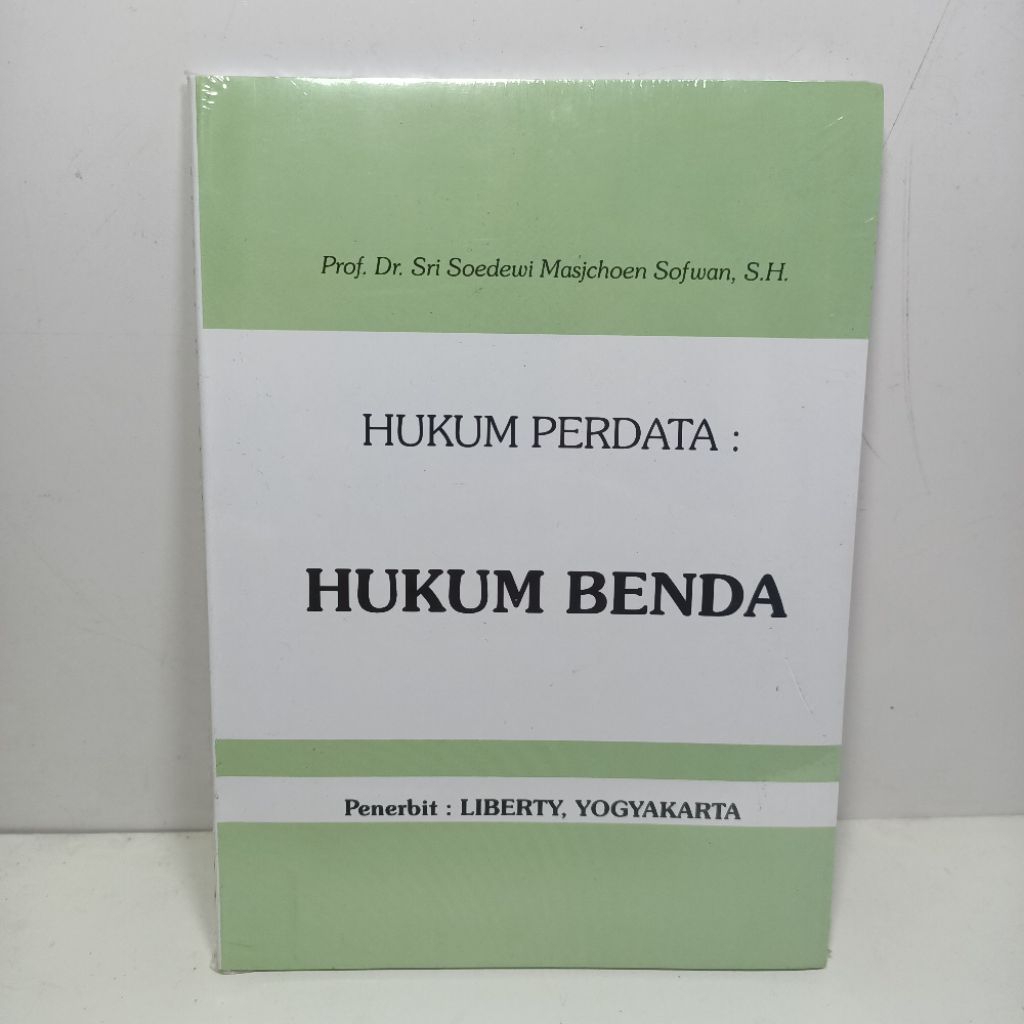 Prof. Dr. Sri Soedewi Masjchoen Sofwan, S.H.
HUKUM PERDATA :
HUKUM BENDA
Penerbit : LIBERTY, YOGYAKARTA